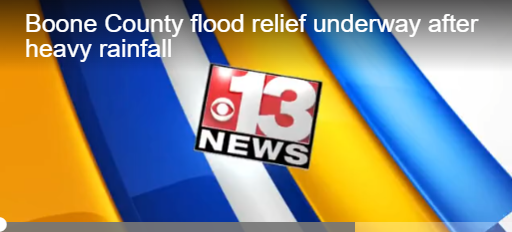 Boone County flood relief underway after
heavy rainfall
13
NEWS